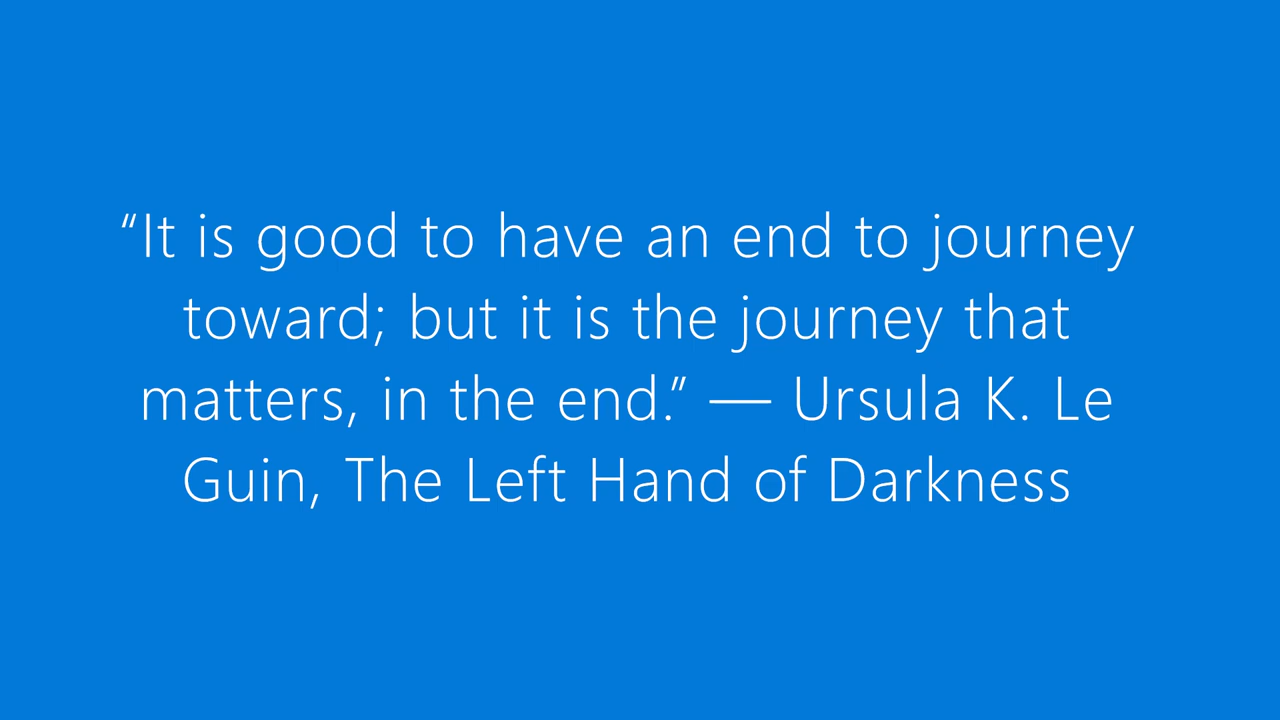 “It is good to have an end to journey
toward; but it is the journey that
matters, in the end.” — Ursula K. Le
Guin, The Left Hand of Darkness